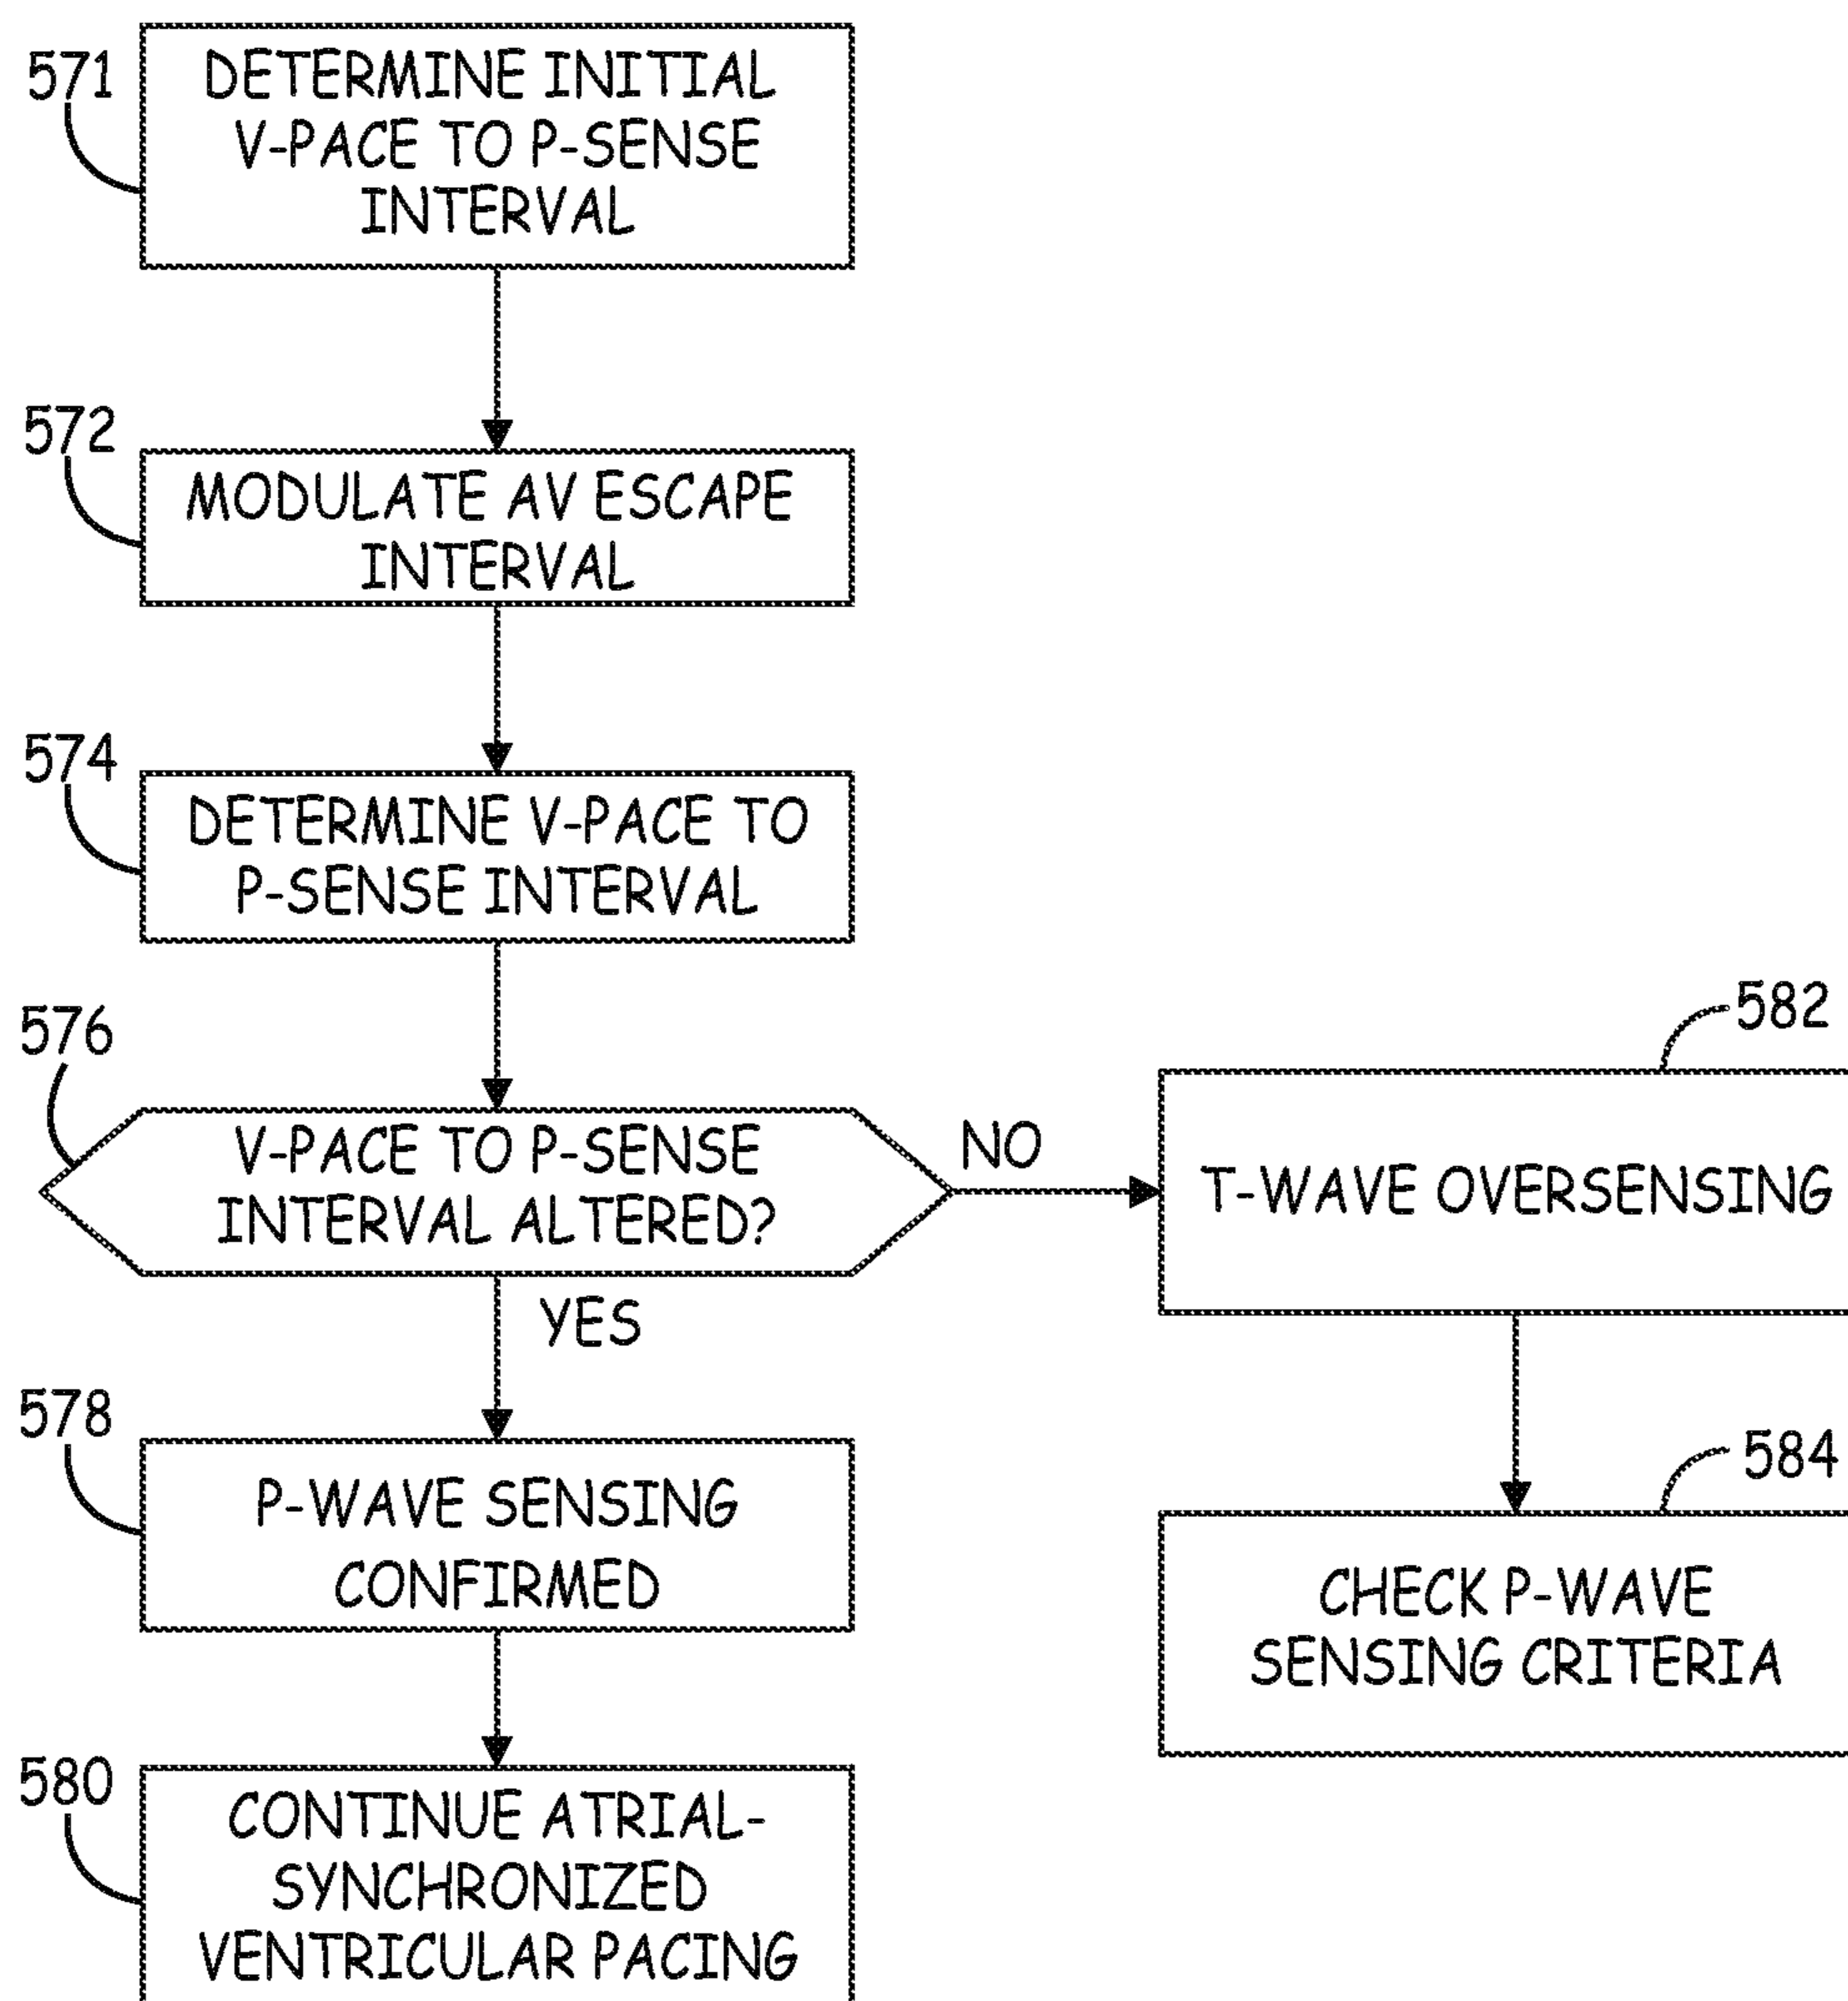 571
DETERMINE INITIAL
V-PACE TO P-SENSE
INTERVAL
572
MODULATE AV ESCAPE
INTERVAL
574
DETERMINE V-PACE TO
P-SENSE INTERVAL
576
V-PACE TO P-SENSE
INTERVAL ALTERED?
NO
YES
582
T-WAVE OVERSENSING
584
CHECK P-WAVE
SENSING CRITERIA
578
P-WAVE SENSING
CONFIRMED
580
CONTINUE ATRIAL-
SYNCHRONIZED
VENTRICULAR PACING